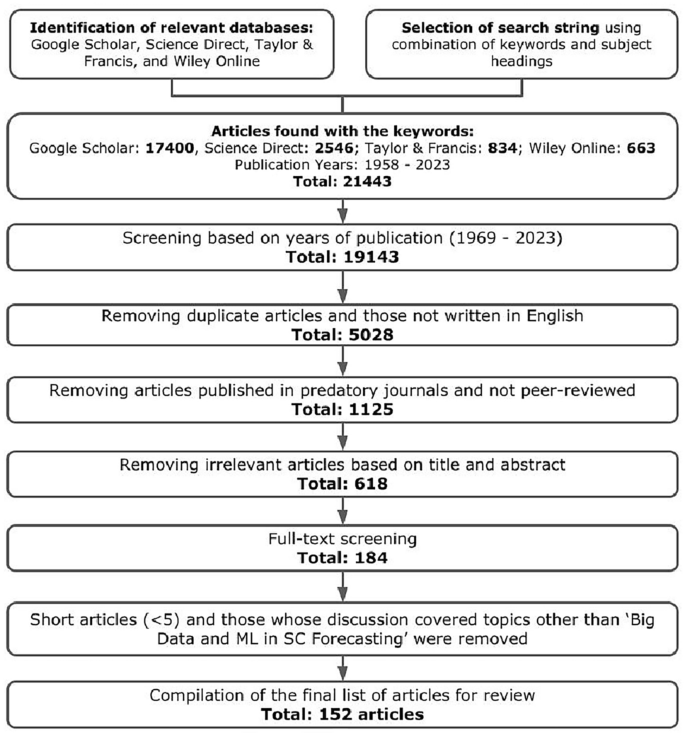 Identification of relevant databases:
Google Scholar, Science Direct, Taylor &
Francis, and Wiley Online
Selection of search string using
combination of keywords and subject
headings
Articles found with the keywords:
Google Scholar: 17400, Science Direct: 2546; Taylor & Francis: 834; Wiley Online: 663
Publication Years: 1958 - 2023
Total: 21443
Screening based on years of publication (1969 - 2023)
Total: 19143
Removing duplicate articles and those not written in English
Total: 5028
Removing articles published in predatory journals and not peer-reviewed
Total: 1125
Removing irrelevant articles based on title and abstract
Total: 618
Full-text screening
Total: 184
Short articles (<5) and those whose discussion covered topics other than ‘Big
Data and ML in SC Forecasting’ were removed
Compilation of the final list of articles for review
Total: 152 articles